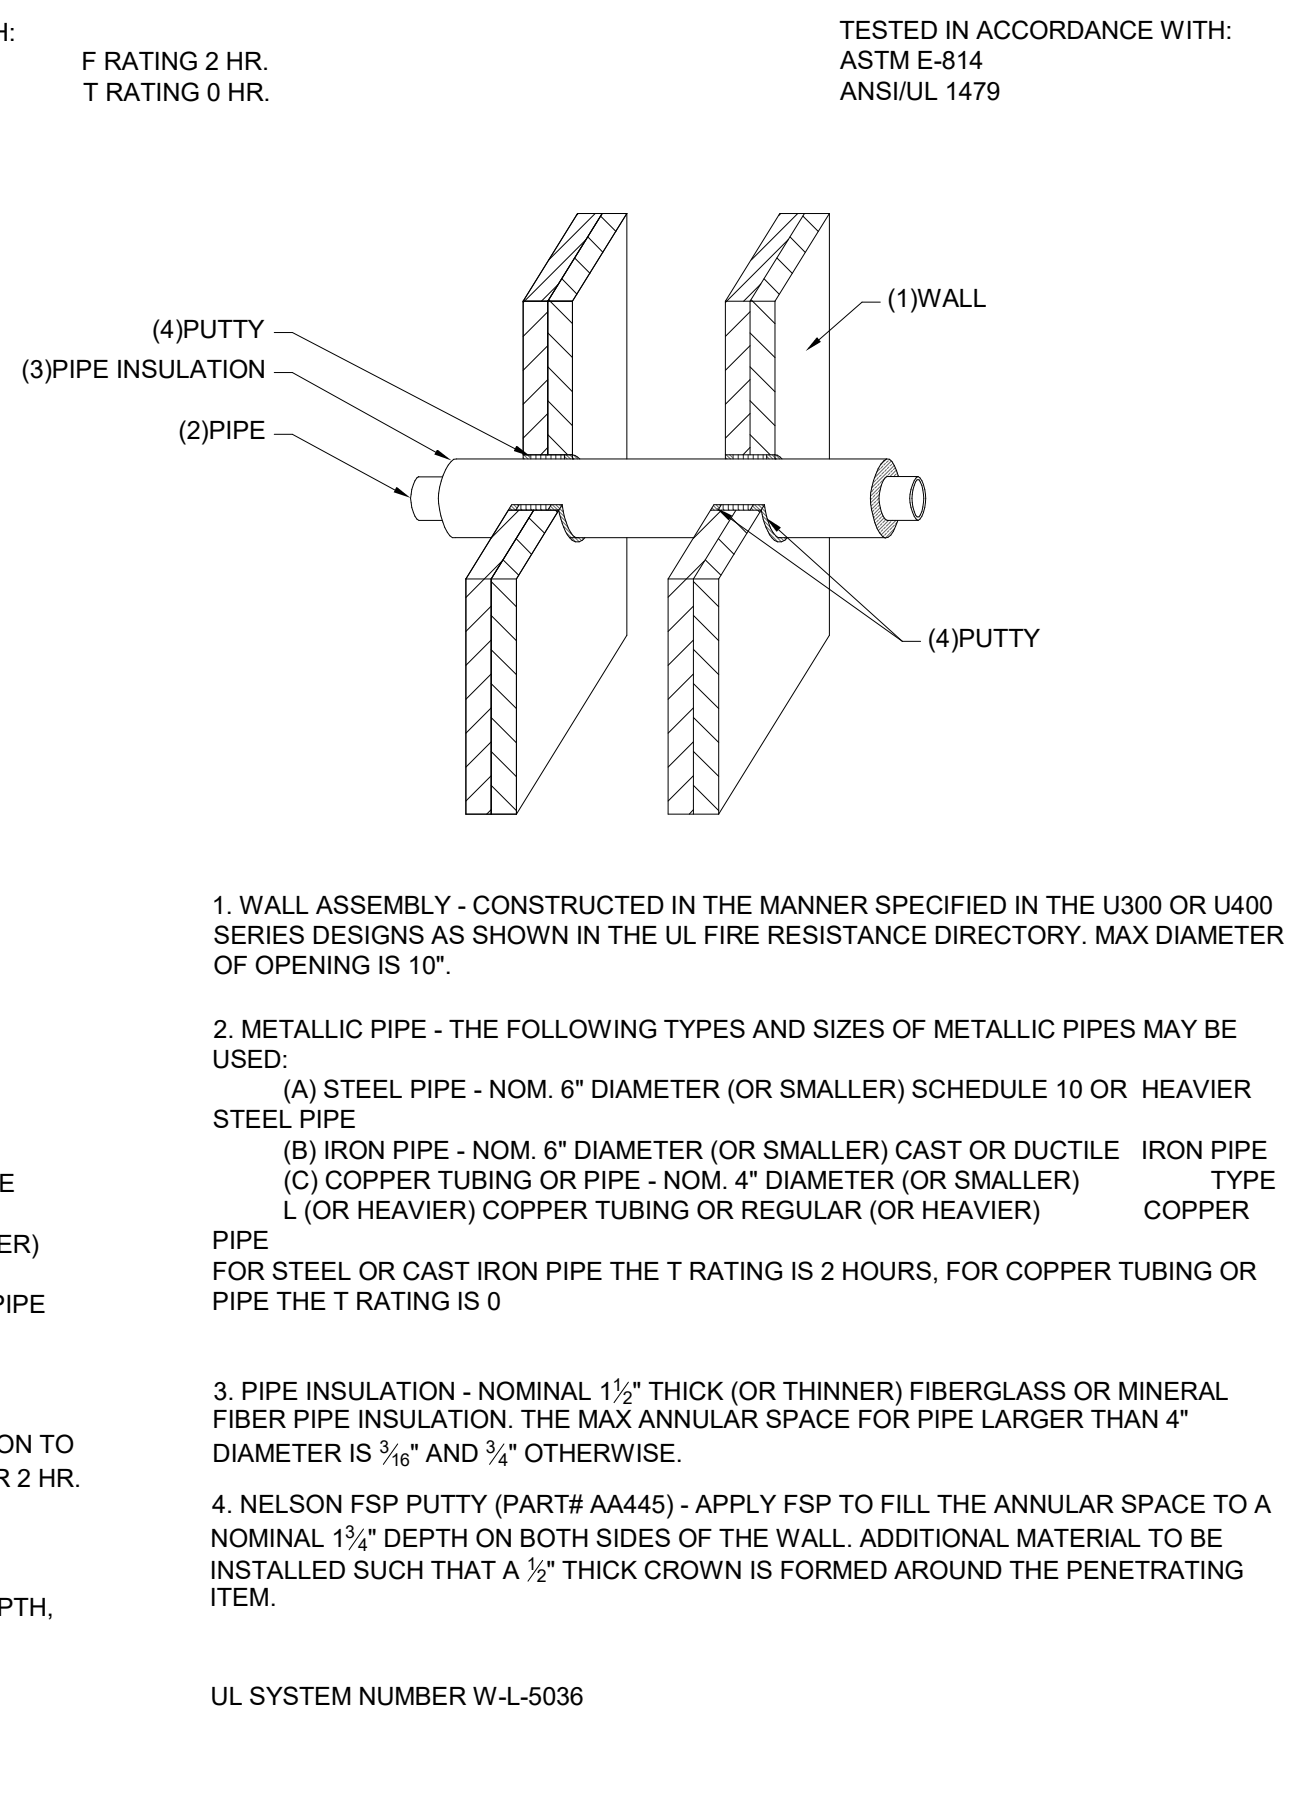 H:
F RATING 2 HR.
T RATING 0 HR.
TESTED IN ACCORDANCE WITH:
ASTM E-814
ANSI/UL 1479
(1)WALL
(4)PUTTY
(3)PIPE INSULATION
(2)PIPE
(4)PUTTY
1. WALL ASSEMBLY - CONSTRUCTED IN THE MANNER SPECIFIED IN THE U300 OR U400
SERIES DESIGNS AS SHOWN IN THE UL FIRE RESISTANCE DIRECTORY. MAX DIAMETER
OF OPENING IS 10".
2. METALLIC PIPE - THE FOLLOWING TYPES AND SIZES OF METALLIC PIPES MAY BE
USED:
(A) STEEL PIPE - NOM. 6" DIAMETER (OR SMALLER) SCHEDULE 10 OR HEAVIER
STEEL PIPE
(B) IRON PIPE - NOM. 6" DIAMETER (OR SMALLER) CAST OR DUCTILE IRON PIPE
(C) COPPER TUBING OR PIPE - NOM. 4" DIAMETER (OR SMALLER) TYPE
L (OR HEAVIER) COPPER TUBING OR REGULAR (OR HEAVIER) COPPER
PIPE
FOR STEEL OR CAST IRON PIPE THE T RATING IS 2 HOURS, FOR COPPER TUBING OR
PIPE THE T RATING IS 0
3. PIPE INSULATION - NOMINAL 1½" THICK (OR THINNER) FIBERGLASS OR MINERAL
FIBER PIPE INSULATION. THE MAX ANNULAR SPACE FOR PIPE LARGER THAN 4"
DIAMETER IS 3⁄16" AND ¾" OTHERWISE.
4. NELSON FSP PUTTY (PART# AA445) - APPLY FSP TO FILL THE ANNULAR SPACE TO A
NOMINAL 1¾" DEPTH ON BOTH SIDES OF THE WALL. ADDITIONAL MATERIAL TO BE
INSTALLED SUCH THAT A ½" THICK CROWN IS FORMED AROUND THE PENETRATING
ITEM.
UL SYSTEM NUMBER W-L-5036
E
ER)
PIPE
ON TO
R 2 HR.
PTH,